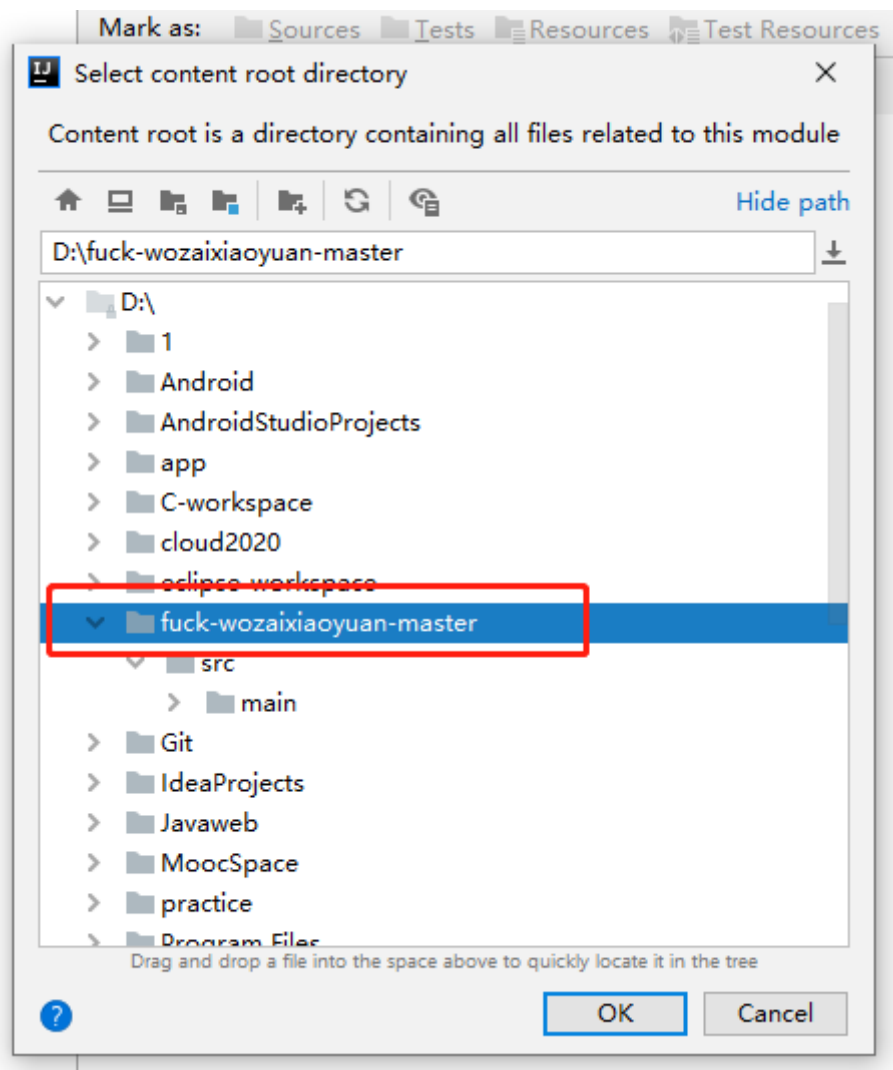 Mark as: Sources Tests Resources Test Resources
IJ Select content root directory
Content root is a directory containing all files related to this module
Hide path
D:\fuck-wozaixiaoyuan-master
D:\
1
Android
AndroidStudioProjects
app
C-workspace
cloud2020
eclipse-workspace
fuck-wozaixiaoyuan-master
src
main
Git
IdeaProjects
Javaweb
MoocSpace
practice
Program Files
Drag and drop a file into the space above to quickly locate it in the tree
? OK Cancel